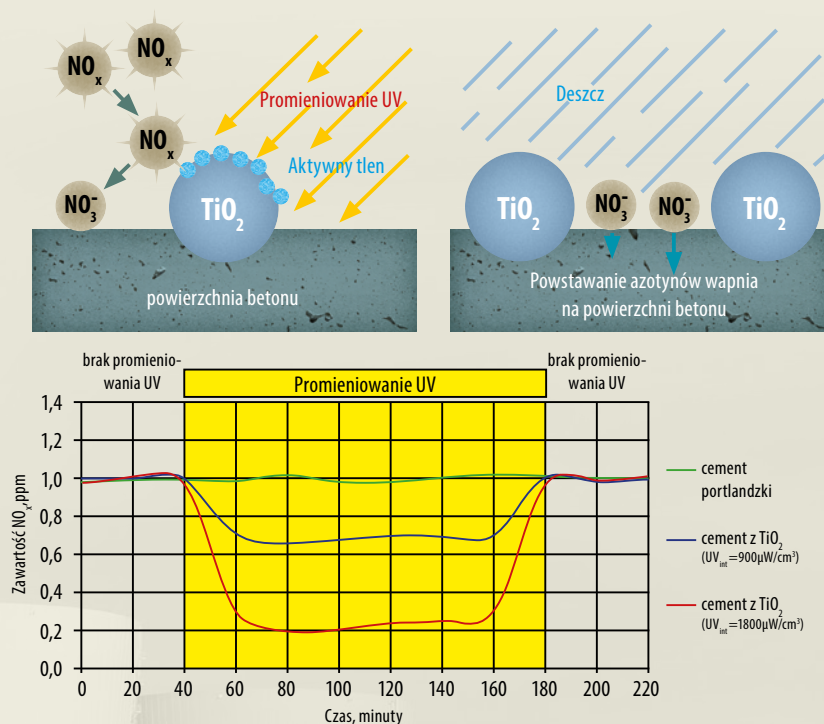 NOx
NOx
NOx
NO3-
Promieniowanie UV
Aktywny tlen
TiO2
powierzchnia betonu
Deszcz
TiO2
NO3-
NO3-
TiO2
Powstawanie azotynów wapnia
na powierzchni betonu
brak promienio-
wania UV
Promieniowanie UV
brak promienio-
wania UV
Zawartość NOx,ppm
1,4
1,2
1,0
0,8
0,6
0,4
0,2
0,0
0 20 40 60 80 100 120 140 160 180 200 220
Czas, minuty
cement
portlandzki
cement z TiO2
(UVint=900µW/cm³)
cement z TiO2
(UVint=1800µW/cm³)